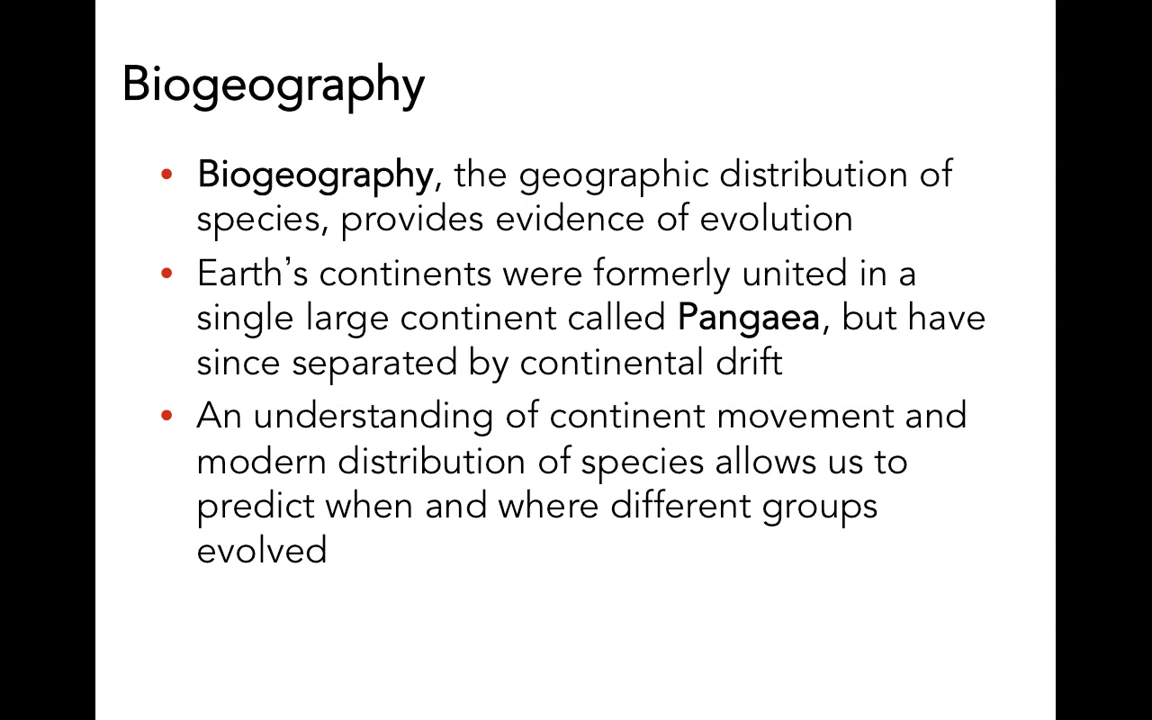 Biogeography
• Biogeography, the geographic distribution of
species, provides evidence of evolution
• Earth’s continents were formerly united in a
single large continent called Pangaea, but have
since separated by continental drift
• An understanding of continent movement and
modern distribution of species allows us to
predict when and where different groups
evolved